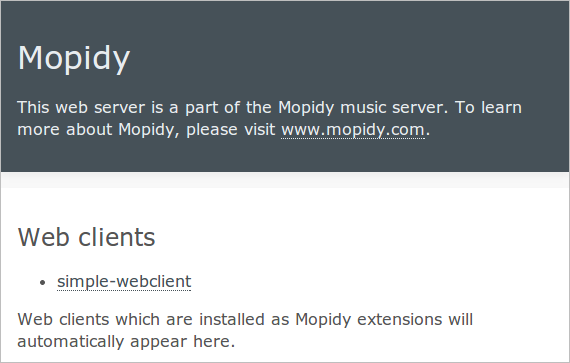 Mopidy
This web server is a part of the Mopidy music server. To learn
more about Mopidy, please visit www.mopidy.com.
Web clients
• simple-webclient
Web clients which are installed as Mopidy extensions will
automatically appear here.